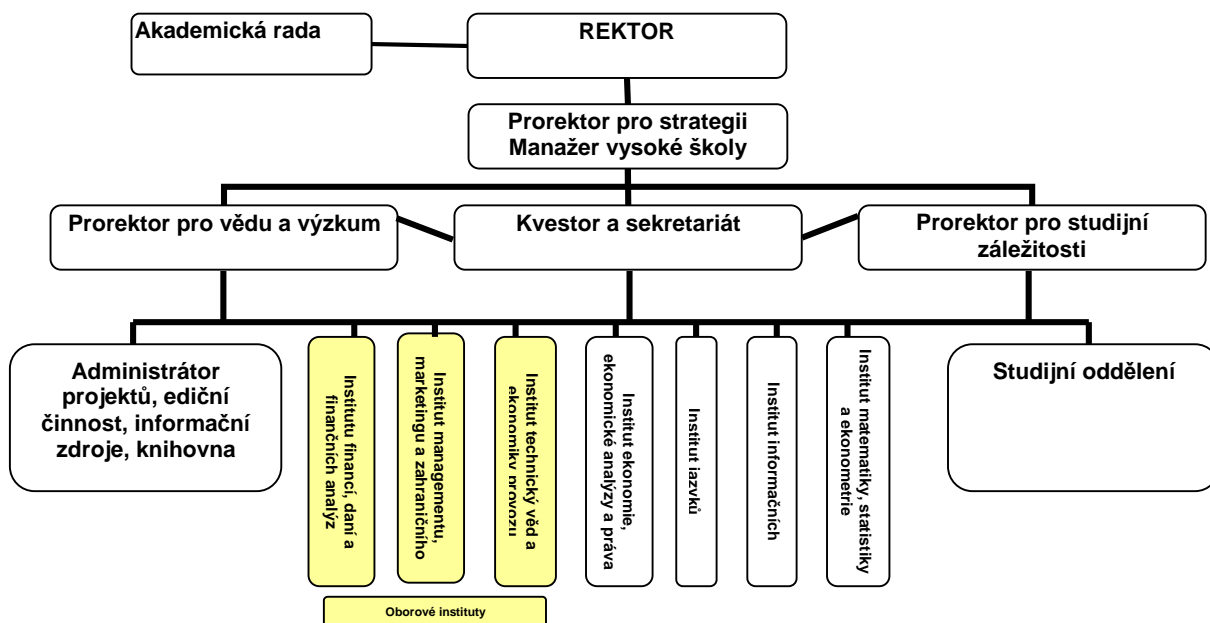 Akademická rada
REKTOR
Prorektor pro strategii
Manažer vysoké školy
Prorektor pro vědu a výzkum
Kvestor a sekretariát
Prorektor pro studijní
záležitosti
Administrátor
projektů, ediční
činnost, informační
zdroje, knihovna
Institutu financí, daní a
finančních analýz
Institut managementu,
marketingu a zahraničního
Institut technický věd a
ekonomiky provozu
Institut ekonomie,
ekonomické analýzy a práva
Institut jazyků
Institut informačních
Institut matematiky, statistiky
a ekonometrie
Studijní oddělení
Oborové instituty